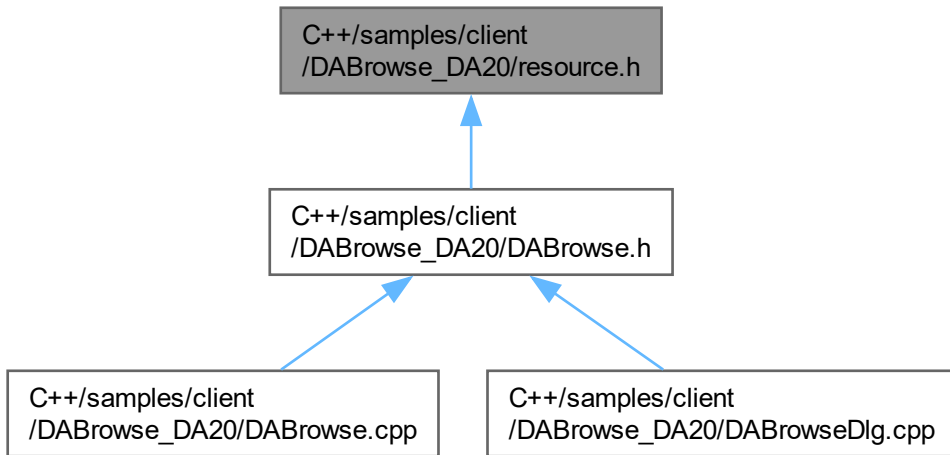 C++/samples/client
/DABrowse_DA20/resource.h
C++/samples/client
/DABrowse_DA20/DABrowse.h
C++/samples/client
/DABrowse_DA20/DABrowse.cpp
C++/samples/client
/DABrowse_DA20/DABrowseDlg.cpp